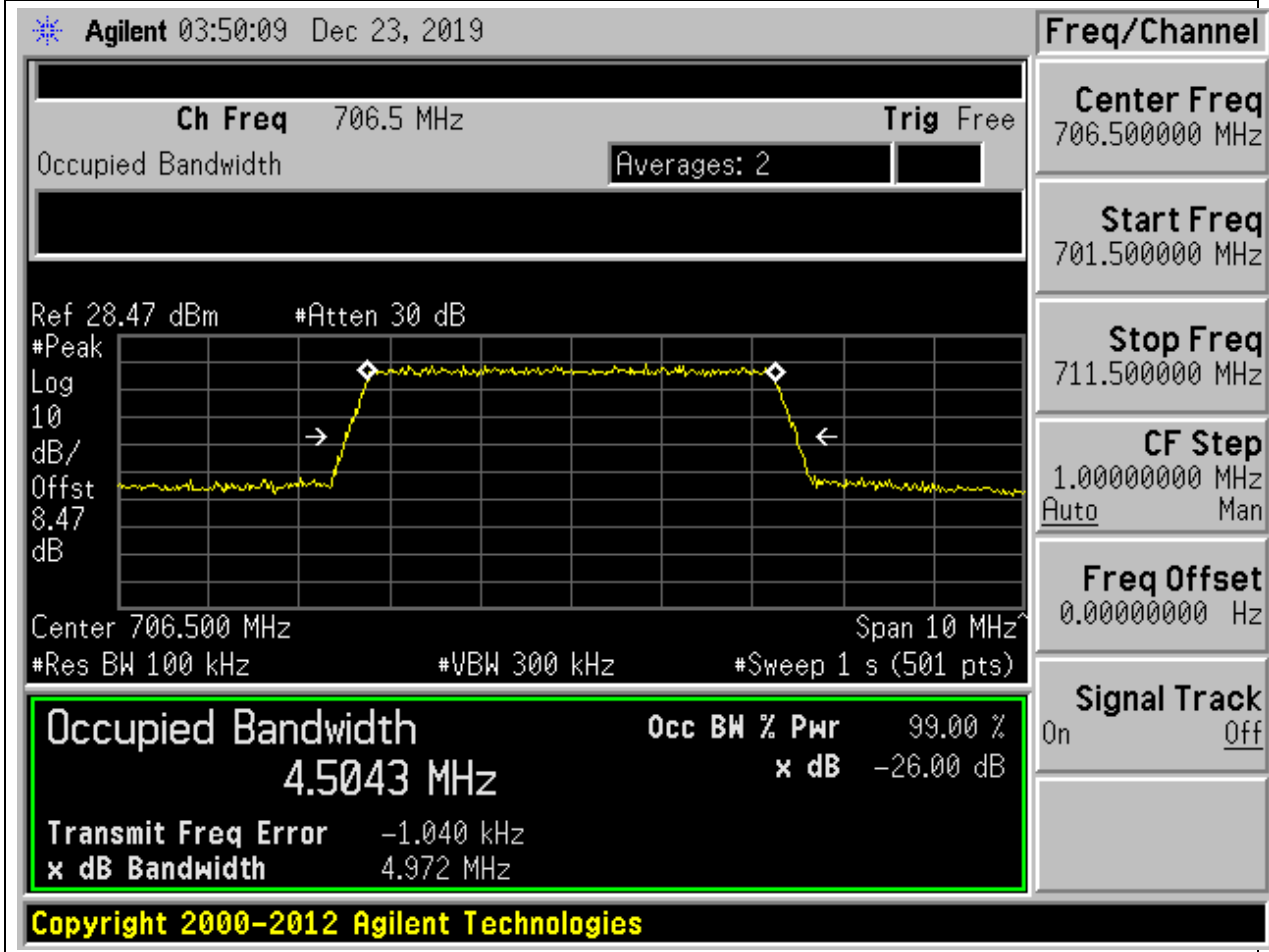 Agilent 03:50:09 Dec 23, 2019
Ch Freq 706.5 MHz Trig Free
Occupied Bandwidth Averages: 2
Ref 28.47 dBm #Atten 30 dB
#Peak
Log
10
dB/
Offst
8.47
dB
Center 706.500 MHz Span 10 MHz^
#Res BW 100 kHz #VBW 300 kHz #Sweep 1 s (501 pts)
Occupied Bandwidth Occ BW % Pwr 99.00 %
4.5043 MHz x dB -26.00 dB
Transmit Freq Error -1.040 kHz
x dB Bandwidth 4.972 MHz
Copyright 2000-2012 Agilent Technologies
Freq/Channel
Center Freq
706.500000 MHz
Start Freq
701.500000 MHz
Stop Freq
711.500000 MHz
CF Step
1.00000000 MHz
Auto Man
Freq Offset
0.00000000 Hz
Signal Track
On Off